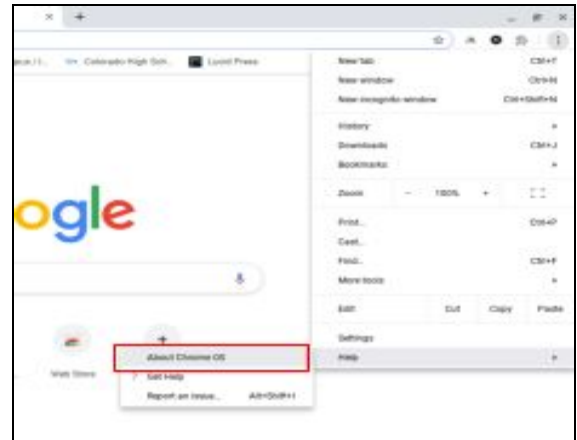 Colorado High Sch...
Lucid Press
New Tab Ctrl+T
New window Ctrl+N
New incognito window Ctrl+Shift+N
History
Downloads Ctrl+J
Bookmarks
Zoom - 100% +
Print... Ctrl+P
Cast...
Find... Ctrl+F
More tools
ogle
Edit Cut Copy Paste
Settings
Help
About Chrome OS
Get Help
Report an issue... Alt+Shift+I
Web Store